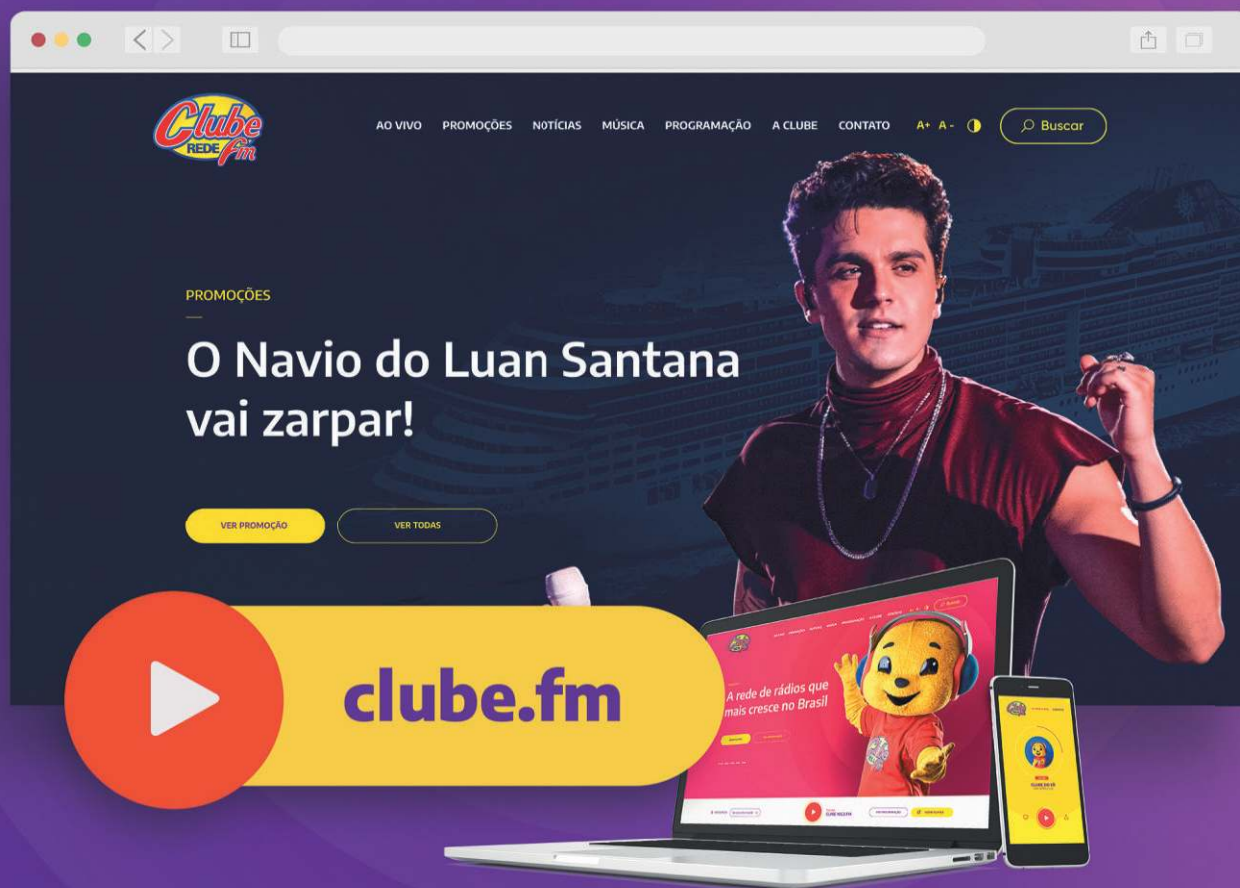 Clube
REDE fm
AO VIVO PROMOÇÕES NOTÍCIAS MÚSICA PROGRAMAÇÃO A CLUBE CONTATO A+ A- Buscar
PROMOÇÕES
O Navio do Luan Santana
vai zarpar!
VER PROMOÇÃO VER TODAS
clube.fm
A rede de rádios que
mais cresce no Brasil